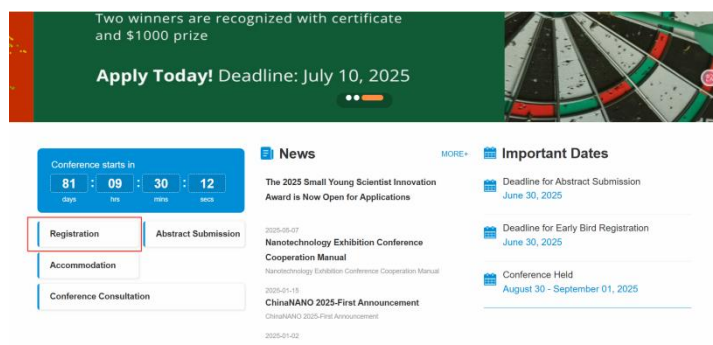 Two winners are recognized with certificate
and $1000 prize
Apply Today! Deadline: July 10, 2025
Conference starts in
81 : 09 : 30 : 12
days hrs mins secs
Registration
Abstract Submission
Accommodation
Conference Consultation
News
MORE+
The 2025 Small Young Scientist Innovation
Award is Now Open for Applications
2025-05-07
Nanotechnology Exhibition Conference
Cooperation Manual
Nanotechnology Exhibition Conference Cooperation Manual
2025-01-15
ChinaNANO 2025-First Announcement
ChinaNANO 2025-First Announcement
2025-01-02
Important Dates
Deadline for Abstract Submission
June 30, 2025
Deadline for Early Bird Registration
June 30, 2025
Conference Held
August 30 - September 01, 2025